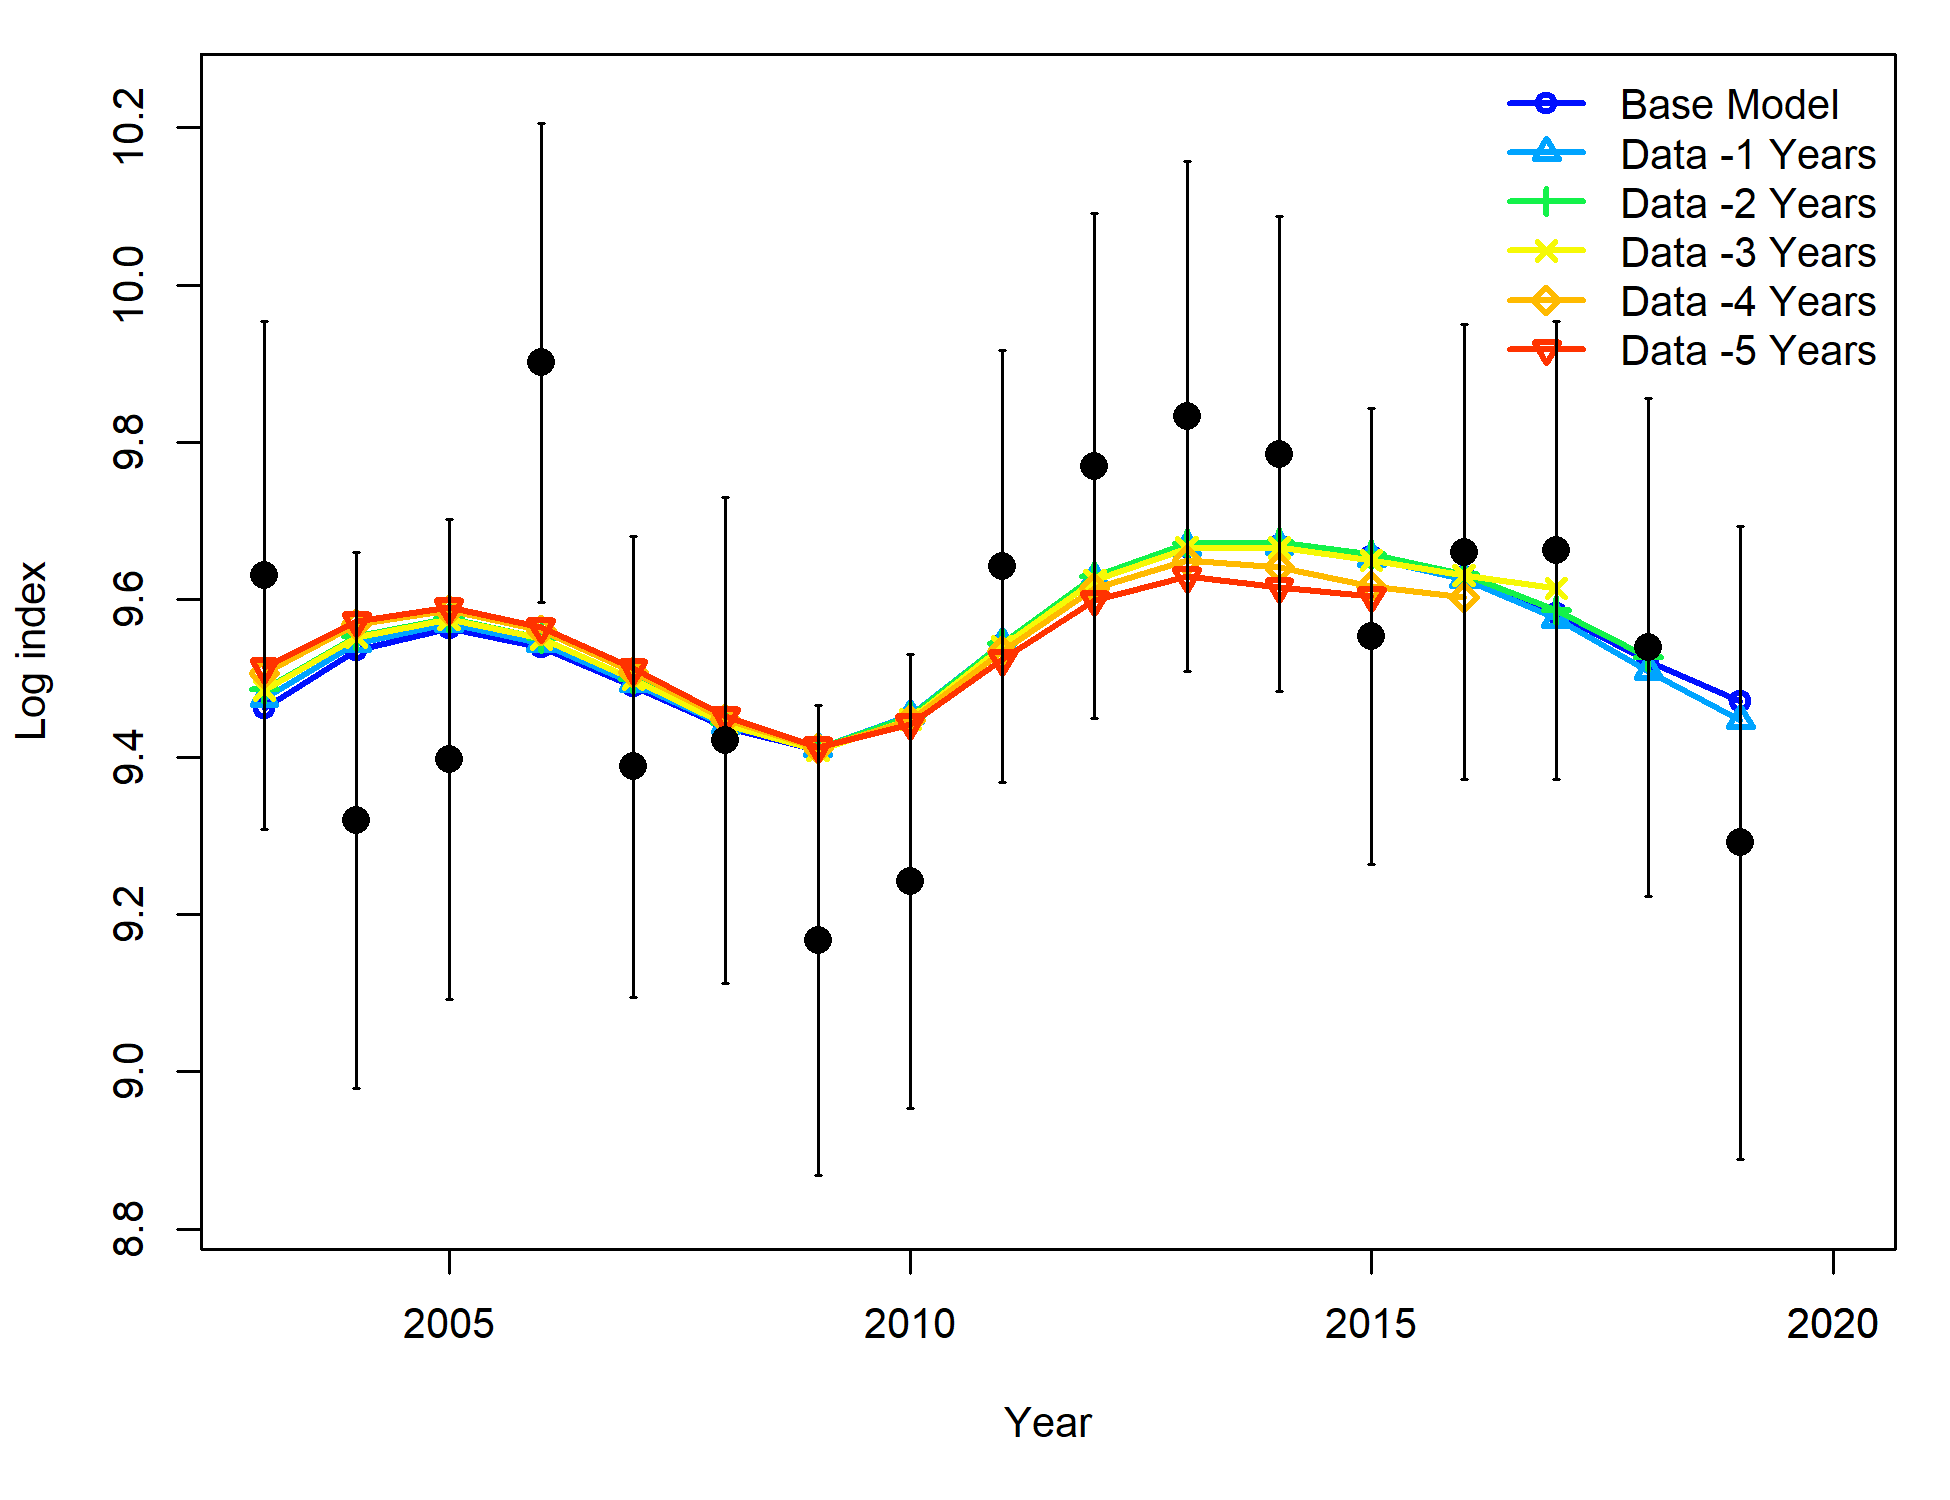 Base Model
Data -1 Years
Data -2 Years
Data -3 Years
Data -4 Years
Data -5 Years
10.2
10.0
9.8
9.6
9.4
9.2
9.0
8.8
Log index
2005
2010
2015
2020
Year